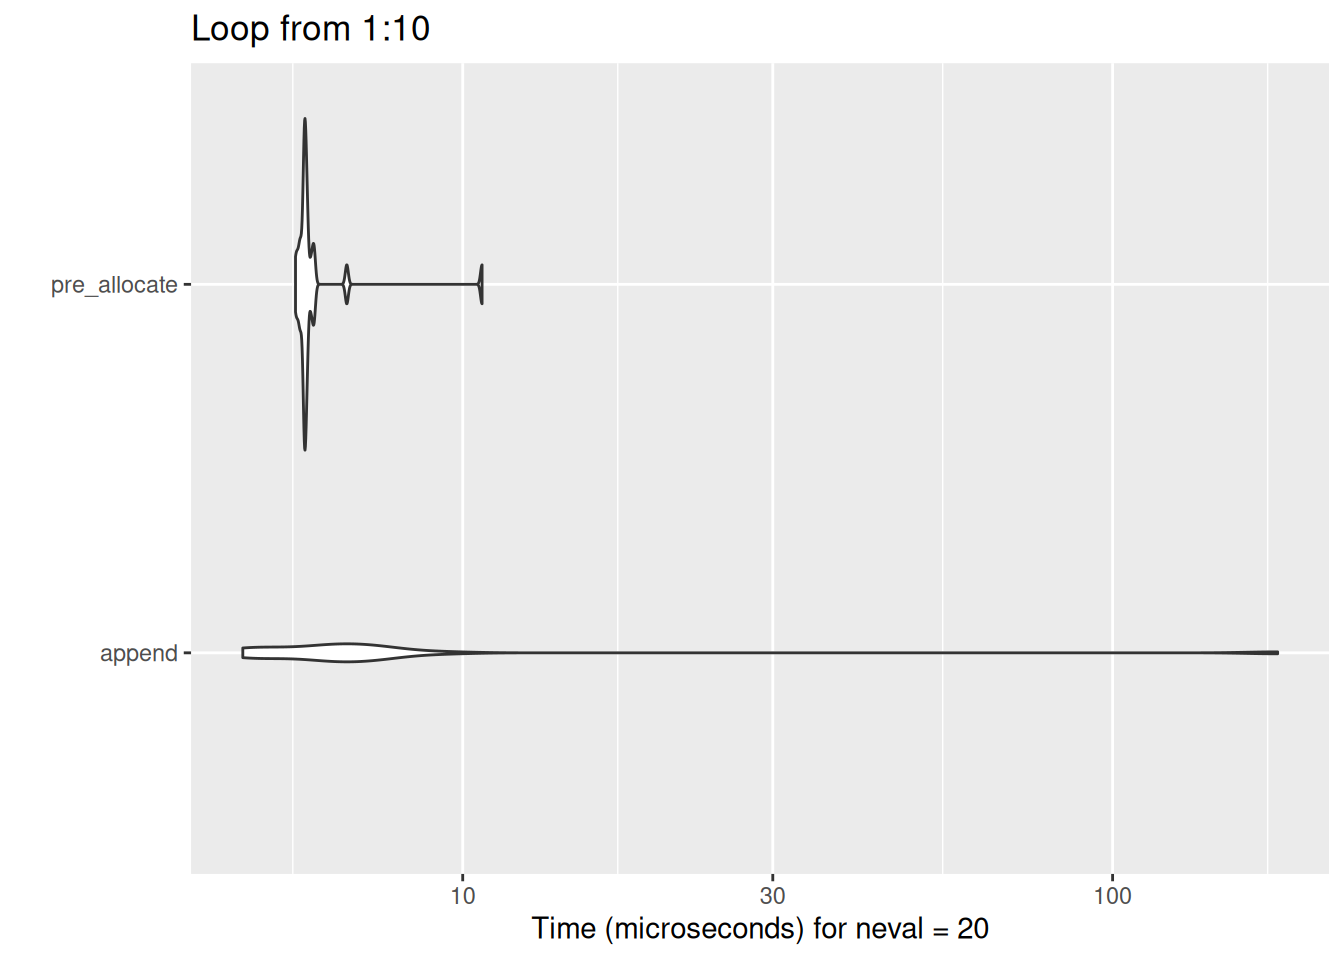 Loop from 1:10
pre_allocate
append
10
30
100
Time (microseconds) for neval = 20